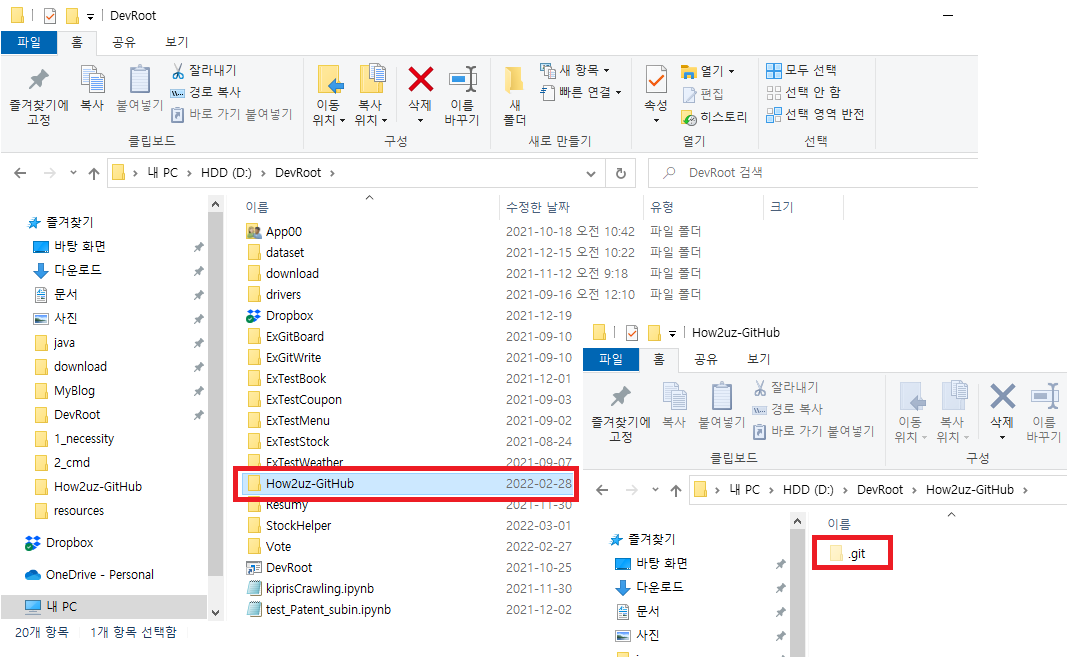 DevRoot
파일 홈 공유 보기
즐겨찾기에 고정
복사
붙여넣기
잘라내기
경로 복사
바로 가기 붙여넣기
클립보드
이동 위치
복사 위치
삭제
이름 바꾸기
구성
새 폴더
새 항목
빠른 연결
새로 만들기
속성
열기
편집
히스토리
열기
모두 선택
선택 안 함
선택 영역 반전
선택
내 PC > HDD (D:) > DevRoot >
DevRoot 검색
즐겨찾기
바탕 화면
다운로드
문서
사진
java
download
MyBlog
DevRoot
1_necessity
2_cmd
How2uz-GitHub
resources
Dropbox
OneDrive - Personal
내 PC
20개 항목 1개 항목 선택함
이름 수정한 날짜 유형 크기
App00 2021-10-18 오전 10:42 파일 폴더
dataset 2021-12-15 오전 10:22 파일 폴더
download 2021-11-12 오전 9:18 파일 폴더
drivers 2021-09-16 오전 12:10 파일 폴더
Dropbox 2021-12-19
ExGitBoard 2021-09-10
ExGitWrite 2021-09-10
ExTestBook 2021-12-01
ExTestCoupon 2021-09-03
ExTestMenu 2021-09-02
ExTestStock 2021-08-24
ExTestWeather 2021-09-07
How2uz-GitHub 2022-02-28
Resumy 2021-11-30
StockHelper 2022-03-01
Vote 2022-02-27
DevRoot 2021-10-25
kiprisCrawling.ipynb 2021-11-30
test_Patent_subin.ipynb 2021-12-02
How2uz-GitHub
파일 홈 공유 보기
즐겨찾기에 고정
복사
붙여넣기
잘라내기
경로 복사
바로 가기 붙여넣기
클립보드
이동 위치
복사 위치
삭제
이름 바꾸기
구성
내 PC > HDD (D:) > DevRoot > How2uz-GitHub >
즐겨찾기
바탕 화면
다운로드
문서
사진
이름
.git